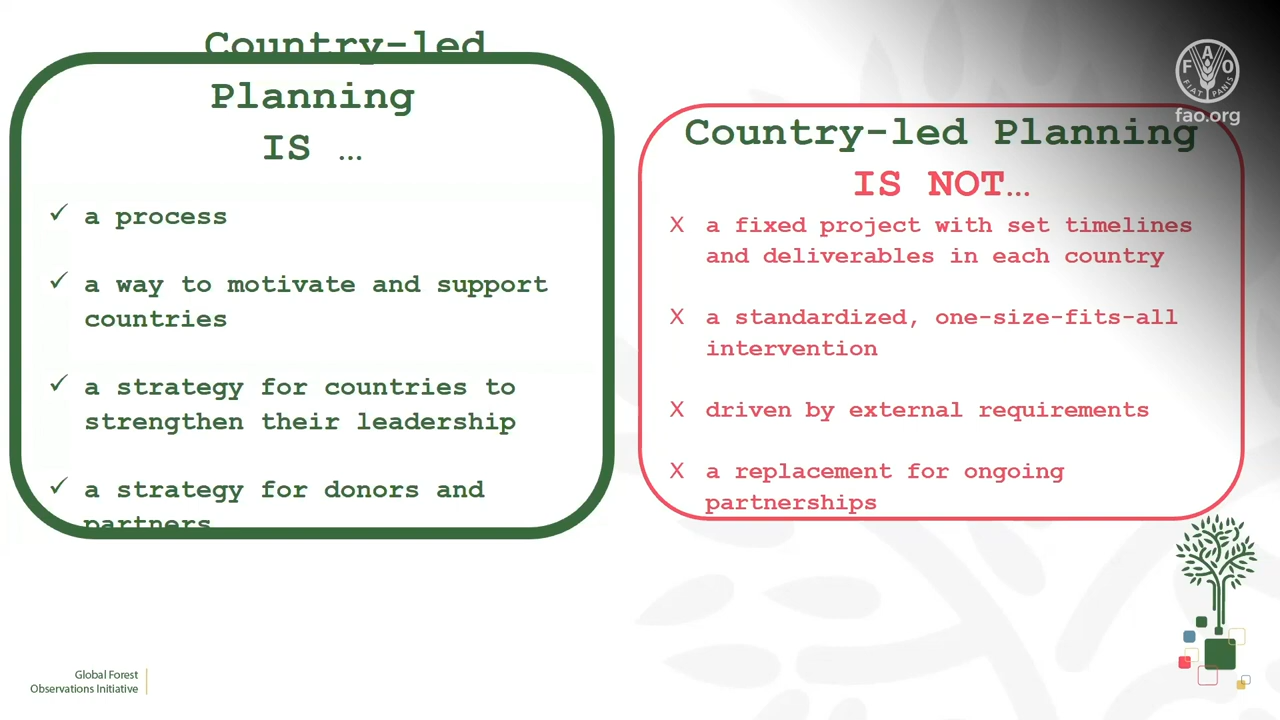 Country-led
Planning
IS …
✓ a process
✓ a way to motivate and support
countries
✓ a strategy for countries to
strengthen their leadership
✓ a strategy for donors and
partners
Country-led Planning
IS NOT…
X a fixed project with set timelines
and deliverables in each country
X a standardized, one-size-fits-all
intervention
X driven by external requirements
X a replacement for ongoing
partnerships
F A O
FIAT PANIS
fao.org
Global Forest
Observations Initiative